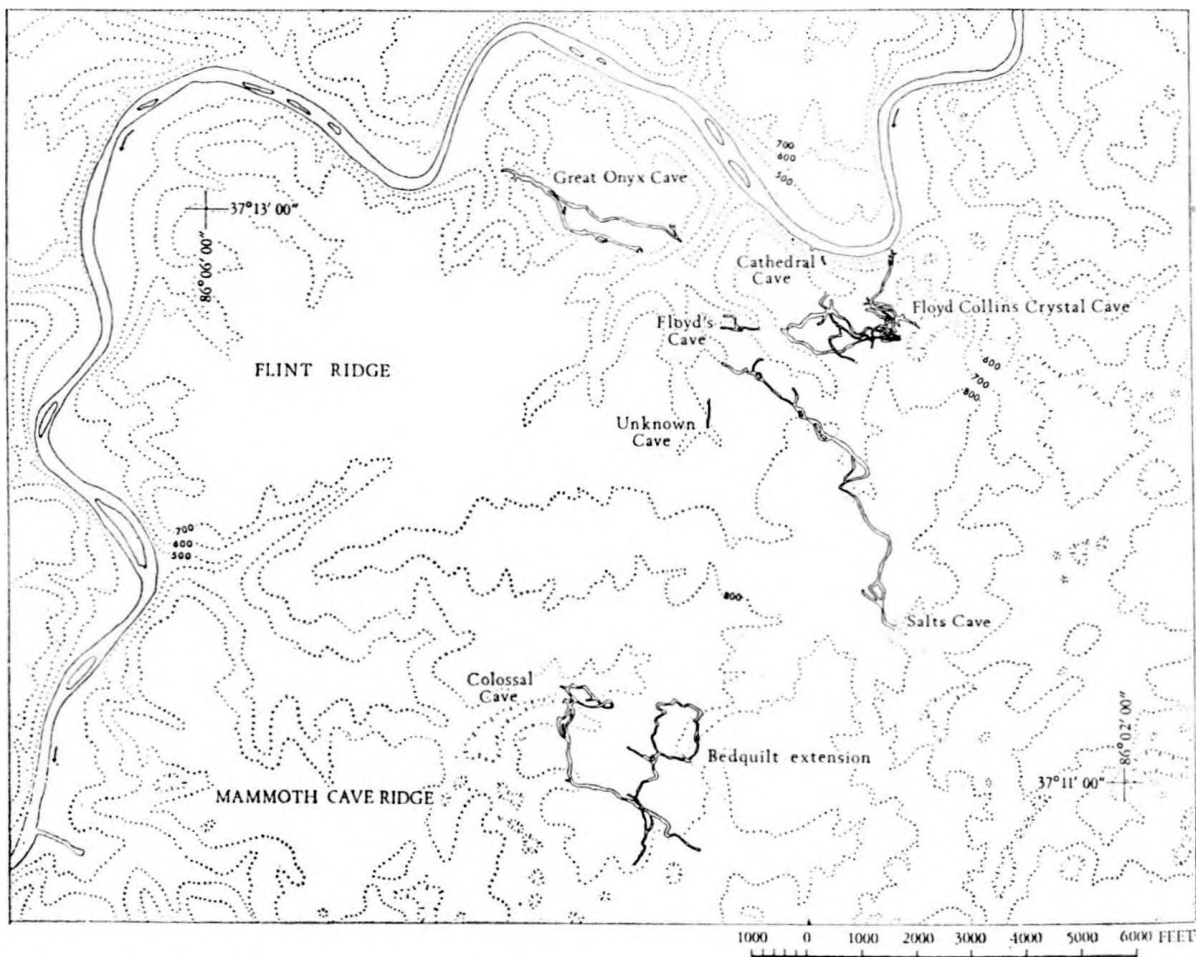 700
600
500
Great Onyx Cave
37°13' 00"
86°06' 00"
Cathedral
Cave
Floyd Collins Crystal Cave
Floyd's
Cave
FLINT RIDGE
600
700
800
Unknown
Cave
700
600
500
800
Salts Cave
Colossal
Cave
86°02' 00"
Bedquilt extension
37°11' 00"
MAMMOTH CAVE RIDGE
1000 0 1000 2000 3000 4000 5000 6000 FEET